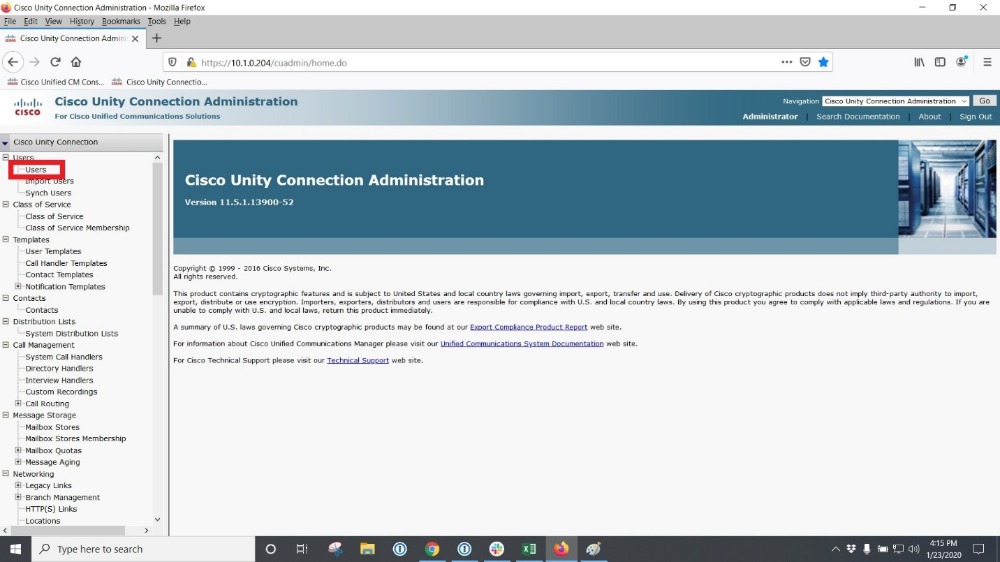 Cisco Unity Connection Administration - Mozilla Firefox
File Edit View History Bookmarks Tools Help
Cisco Unity Connection Admini
https://10.1.0.204/cuadmin/home.do
Cisco Unified CM Cons... Cisco Unity Connectio...
CISCO
Cisco Unity Connection Administration
For Cisco Unified Communications Solutions
Navigation Cisco Unity Connection Administration Go
Administrator | Search Documentation | About | Sign Out
Cisco Unity Connection
Users
Users
Import Users
Synch Users
Class of Service
Class of Service
Class of Service Membership
Templates
User Templates
Call Handler Templates
Contact Templates
Notification Templates
Contacts
Contacts
Distribution Lists
System Distribution Lists
Call Management
System Call Handlers
Directory Handlers
Interview Handlers
Custom Recordings
Call Routing
Message Storage
Mailbox Stores
Mailbox Stores Membership
Mailbox Quotas
Message Aging
Networking
Legacy Links
Branch Management
HTTP(S) Links
Locations
Cisco Unity Connection Administration
Version 11.5.1.13900-52
Copyright © 1999 - 2016 Cisco Systems, Inc.
All rights reserved.
This product contains cryptographic features and is subject to United States and local country laws governing import, export, transfer and use. Delivery of Cisco cryptographic products does not imply third-party authority to import,
export, distribute or use encryption. Importers, exporters, distributors and users are responsible for compliance with U.S. and local country laws. By using this product you agree to comply with applicable laws and regulations. If you are
unable to comply with U.S. and local laws, return this product immediately.
A summary of U.S. laws governing Cisco cryptographic products may be found at our Export Compliance Product Report web site.
For information about Cisco Unified Communications Manager please visit our Unified Communications System Documentation web site.
For Cisco Technical Support please visit our Technical Support web site.
Type here to search
4:15 PM
1/23/2020